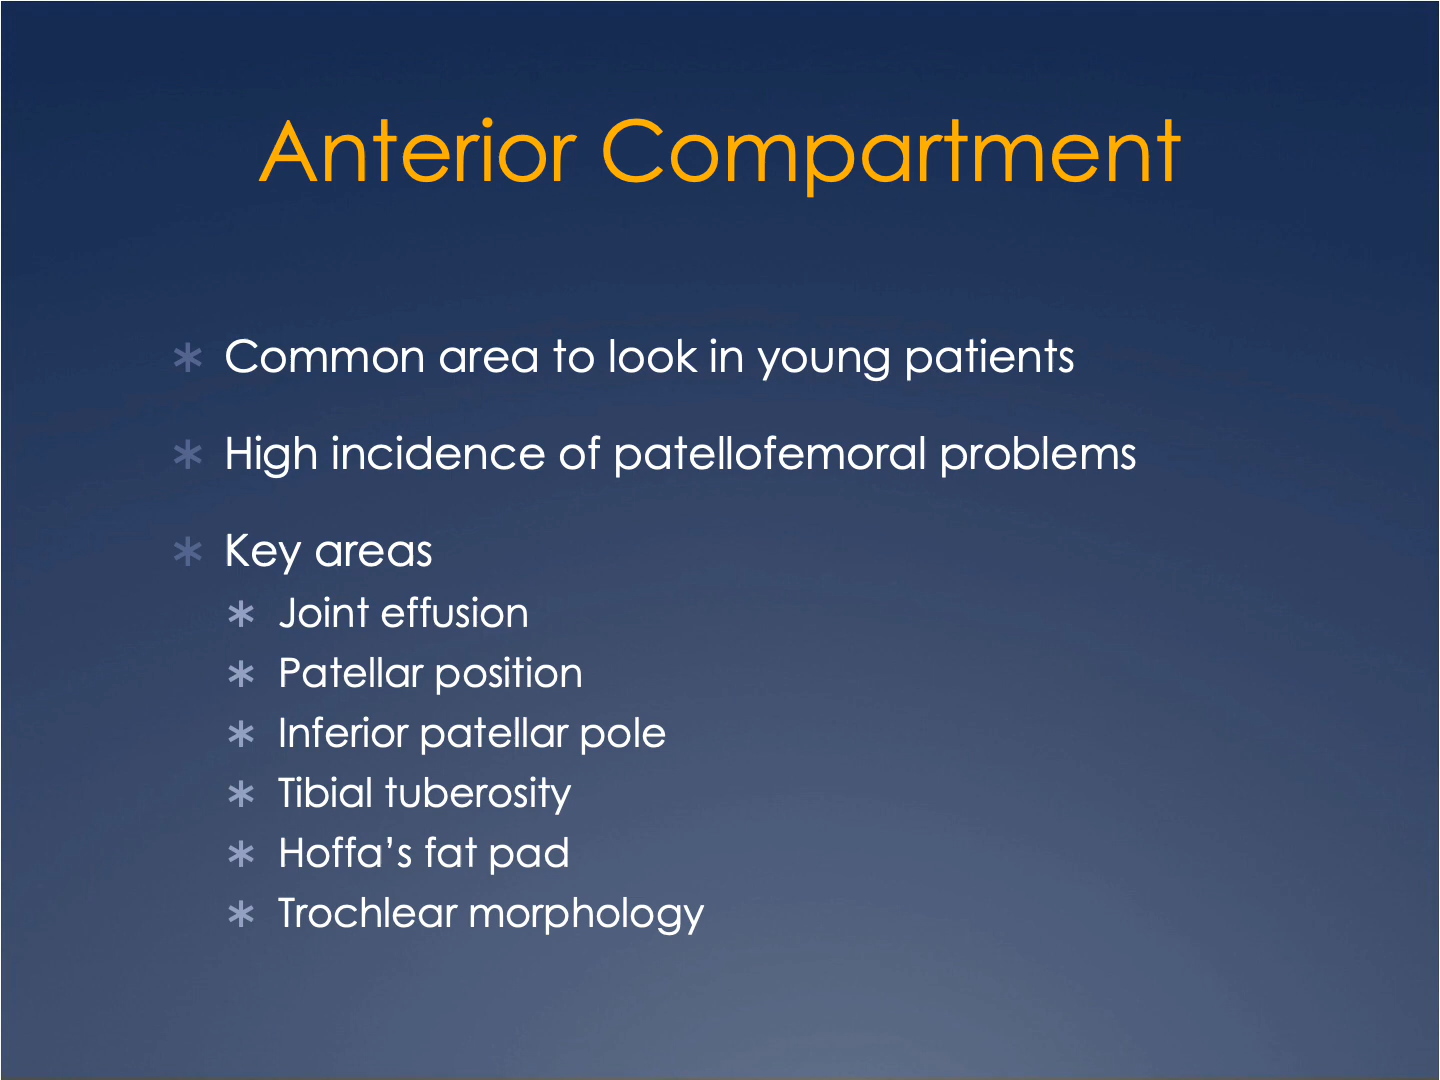 Anterior Compartment
Common area to look in young patients
High incidence of patellofemoral problems
Key areas
Joint effusion
Patellar position
Inferior patellar pole
Tibial tuberosity
Hoffa’s fat pad
Trochlear morphology